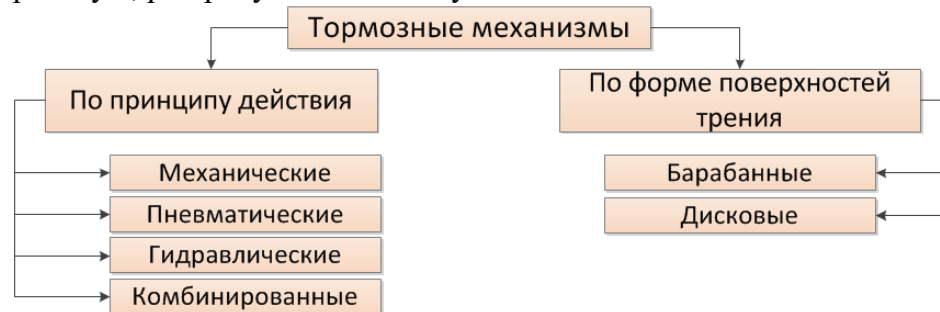 Тормозные механизмы
По принципу действия
По форме поверхностей
трения
Механические
Пневматические
Гидравлические
Комбинированные
Барабанные
Дисковые